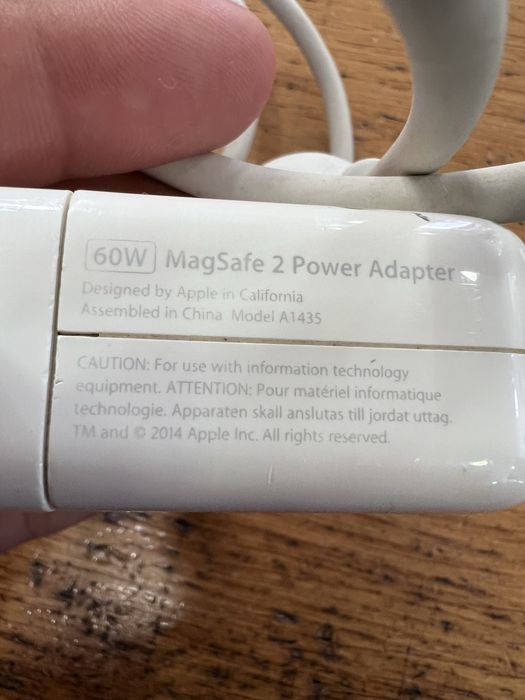 60W MagSafe 2 Power Adapter
Designed by Apple in California
Assembled in China Model A1435
CAUTION: For use with information technology
equipment. ATTENTION: Pour matériel informatique
technologie. Apparaten skall anslutas till jordat uttag.
TM and © 2014 Apple Inc. All rights reserved.